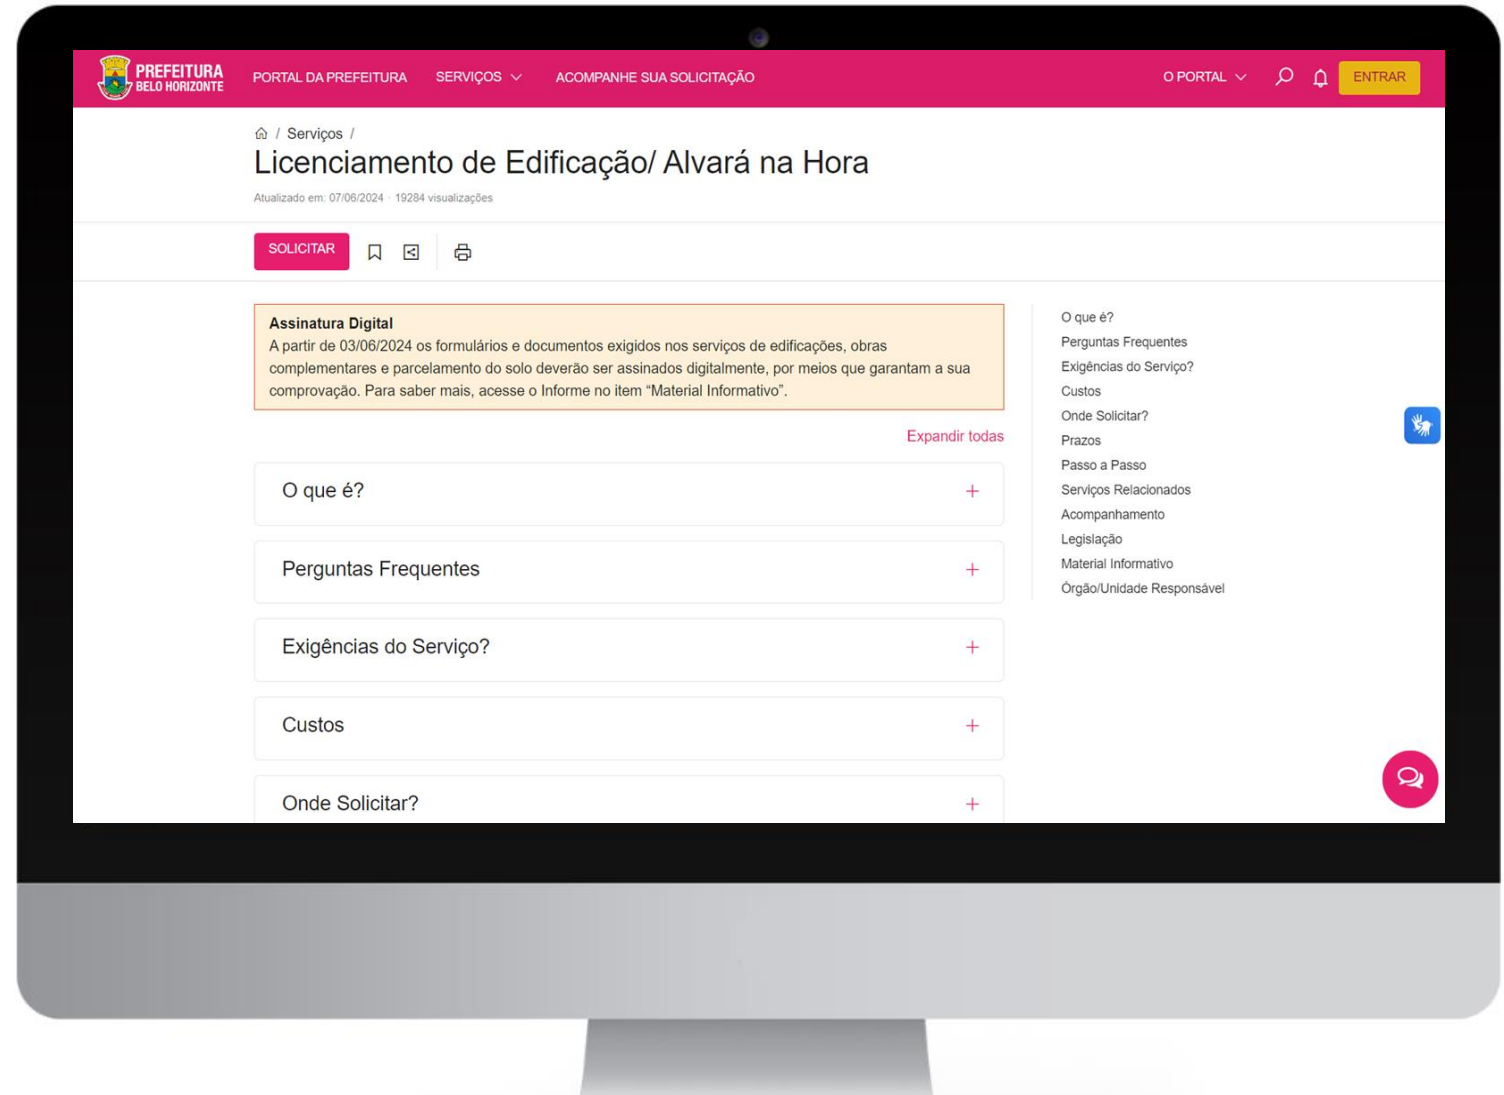 PREFEITURA
BELO HORIZONTE
PORTAL DA PREFEITURA
SERVIÇOS
ACOMPANHE SUA SOLICITAÇÃO
O PORTAL
ENTRAR
/ Serviços /
Licenciamento de Edificação/ Alvará na Hora
Atualizado em: 07/06/2024 · 19284 visualizações
SOLICITAR
Assinatura Digital
A partir de 03/06/2024 os formulários e documentos exigidos nos serviços de edificações, obras
complementares e parcelamento do solo deverão ser assinados digitalmente, por meios que garantam a sua
comprovação. Para saber mais, acesse o Informe no item “Material Informativo”.
Expandir todas
O que é?
Perguntas Frequentes
Exigências do Serviço?
Custos
Onde Solicitar?
O que é?
Perguntas Frequentes
Exigências do Serviço?
Custos
Onde Solicitar?
Prazos
Passo a Passo
Serviços Relacionados
Acompanhamento
Legislação
Material Informativo
Órgão/Unidade Responsável